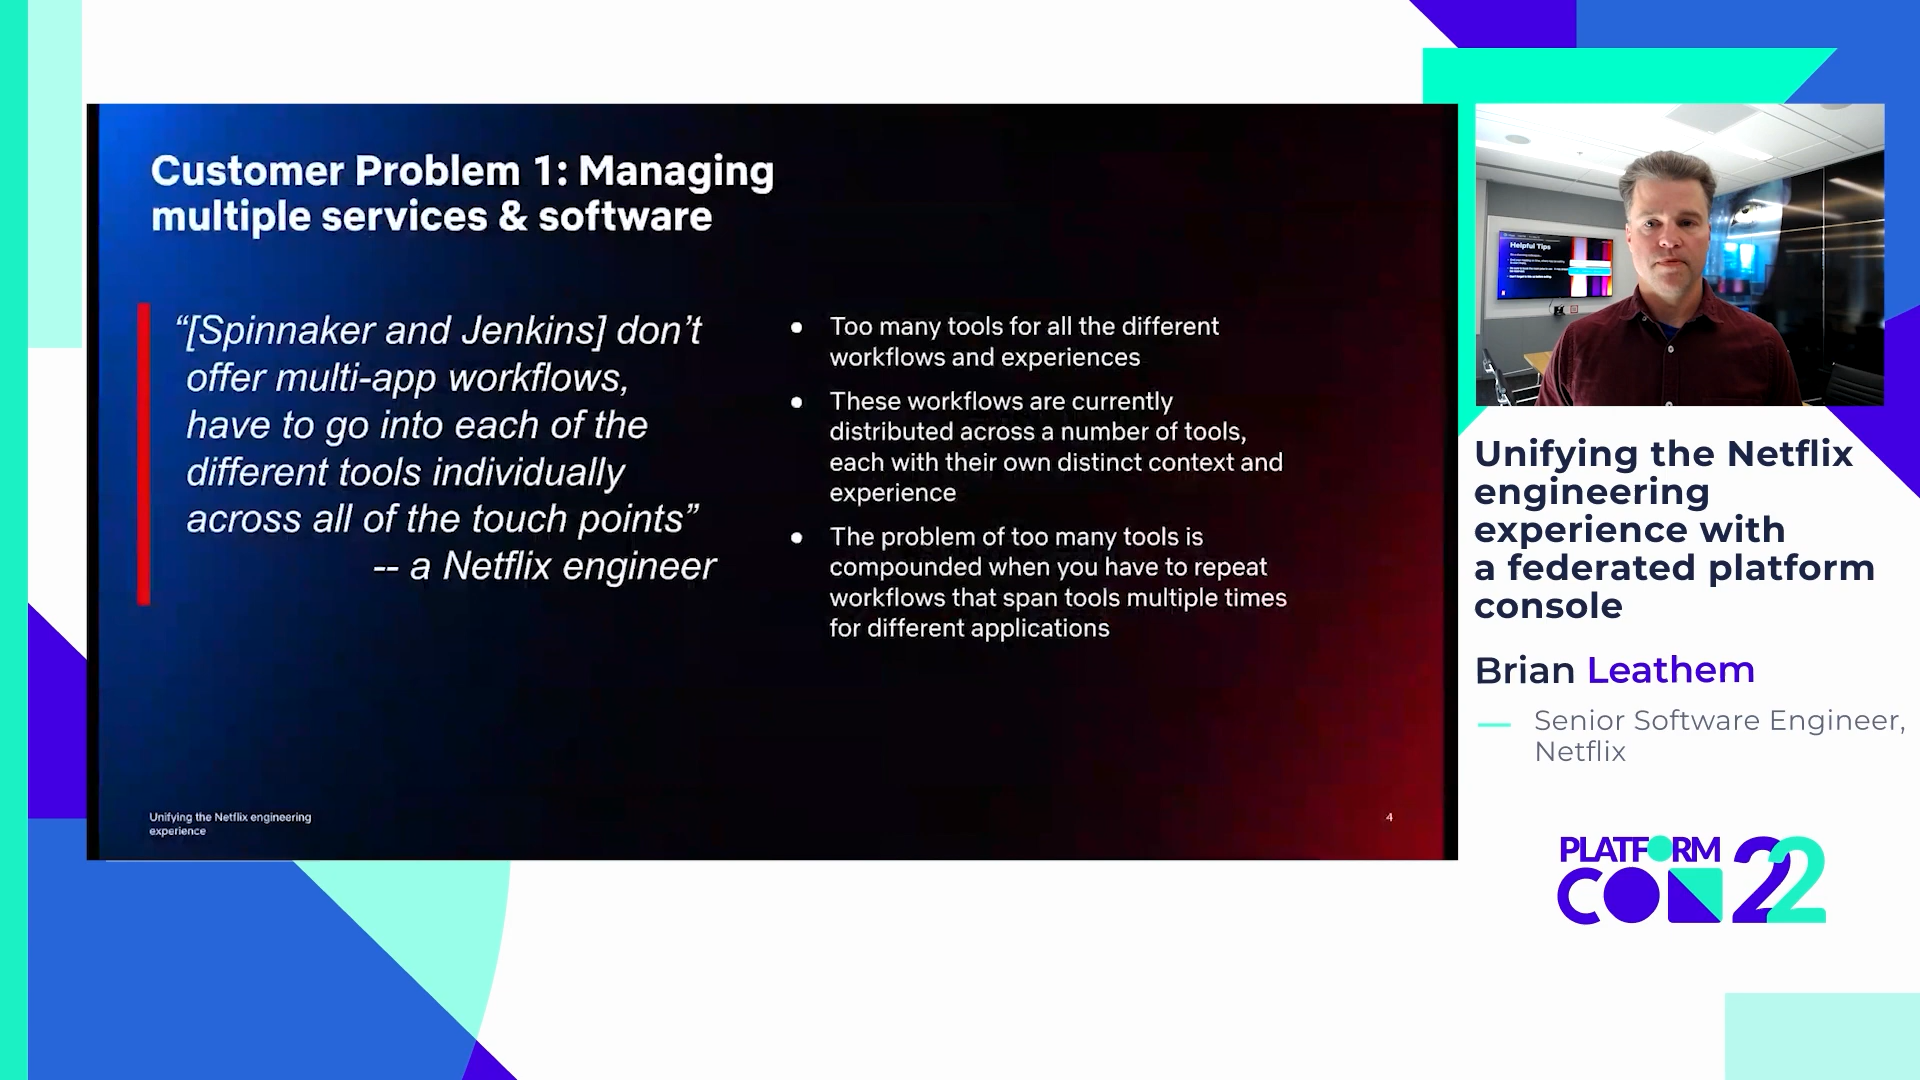 Customer Problem 1: Managing
multiple services & software
“[Spinnaker and Jenkins] don’t
offer multi-app workflows,
have to go into each of the
different tools individually
across all of the touch points”
-- a Netflix engineer
● Too many tools for all the different
workflows and experiences
● These workflows are currently
distributed across a number of tools,
each with their own distinct context and
experience
● The problem of too many tools is
compounded when you have to repeat
workflows that span tools multiple times
for different applications
Unifying the Netflix engineering
experience
4
Helpful Tips
Unifying the Netflix
engineering
experience with
a federated platform
console
Brian Leathem
Senior Software Engineer,
Netflix
PLATFORM
CON 22